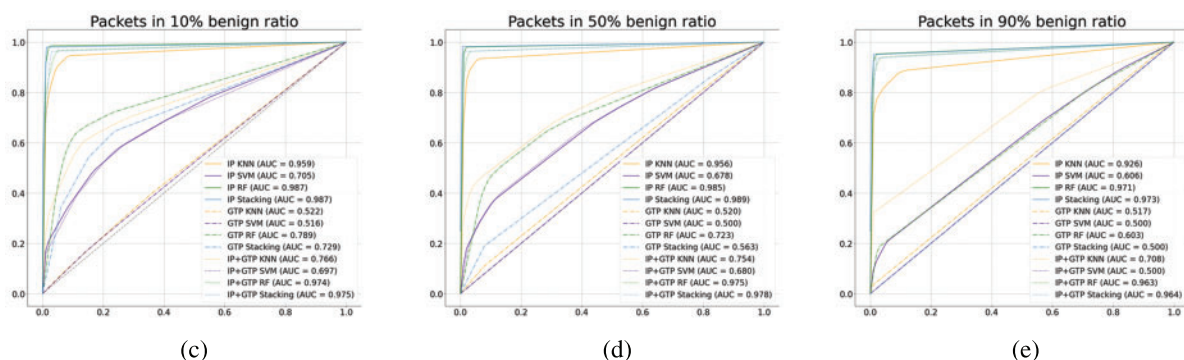 Packets in 10% benign ratio
1.0
0.8
0.6
0.4
0.2
0.0
IP KNN (AUC = 0.959)
IP SVM (AUC = 0.705)
IP RF (AUC = 0.987)
IP Stacking (AUC = 0.987)
GTP KNN (AUC = 0.522)
GTP SVM (AUC = 0.516)
GTP RF (AUC = 0.789)
GTP Stacking (AUC = 0.729)
IP+GTP KNN (AUC = 0.766)
IP+GTP SVM (AUC = 0.697)
IP+GTP RF (AUC = 0.974)
IP+GTP Stacking (AUC = 0.975)
0.0 0.2 0.4 0.6 0.8 1.0
(c)
Packets in 50% benign ratio
1.0
0.8
0.6
0.4
0.2
0.0
IP KNN (AUC = 0.956)
IP SVM (AUC = 0.678)
IP RF (AUC = 0.985)
IP Stacking (AUC = 0.989)
GTP KNN (AUC = 0.520)
GTP SVM (AUC = 0.500)
GTP RF (AUC = 0.723)
GTP Stacking (AUC = 0.563)
IP+GTP KNN (AUC = 0.754)
IP+GTP SVM (AUC = 0.680)
IP+GTP RF (AUC = 0.975)
IP+GTP Stacking (AUC = 0.978)
0.0 0.2 0.4 0.6 0.8 1.0
(d)
Packets in 90% benign ratio
1.0
0.8
0.6
0.4
0.2
0.0
IP KNN (AUC = 0.926)
IP SVM (AUC = 0.606)
IP RF (AUC = 0.971)
IP Stacking (AUC = 0.973)
GTP KNN (AUC = 0.517)
GTP SVM (AUC = 0.500)
GTP RF (AUC = 0.603)
GTP Stacking (AUC = 0.500)
IP+GTP KNN (AUC = 0.708)
IP+GTP SVM (AUC = 0.500)
IP+GTP RF (AUC = 0.963)
IP+GTP Stacking (AUC = 0.964)
0.0 0.2 0.4 0.6 0.8 1.0
(e)